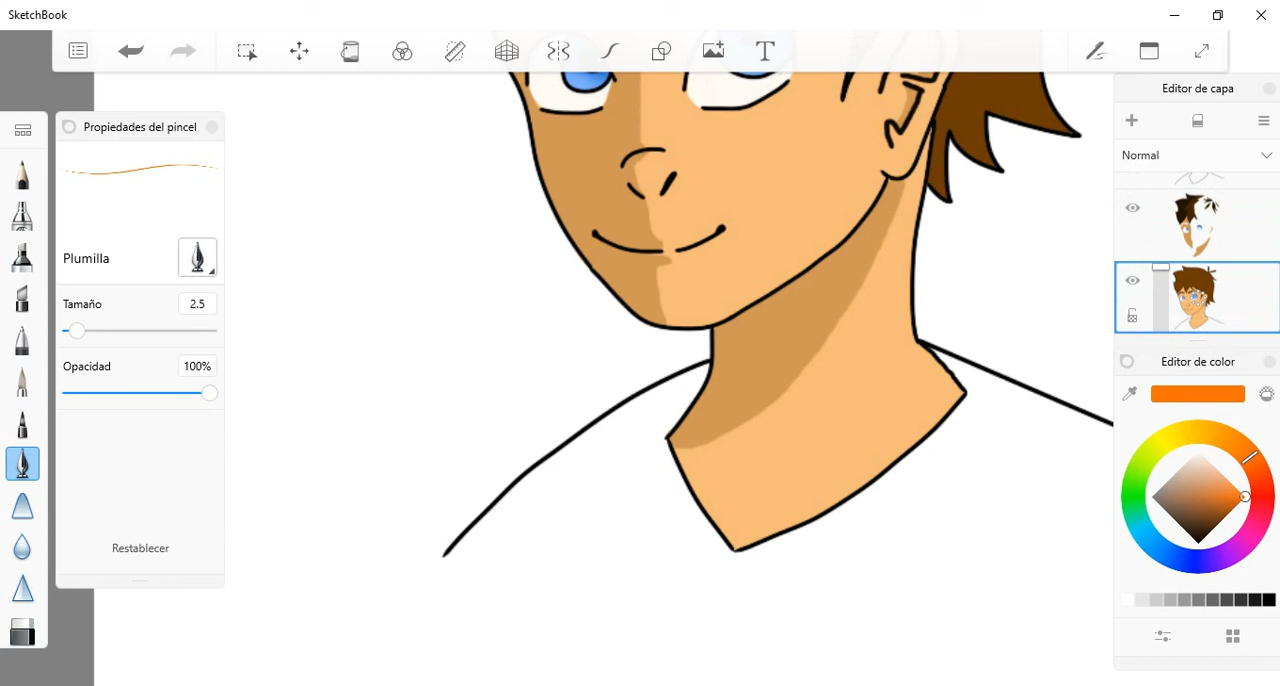 SketchBook
T
Propiedades del pincel
Plumilla
Tamaño 2.5
Opacidad 100%
Restablecer
Editor de capa
Normal
Editor de color